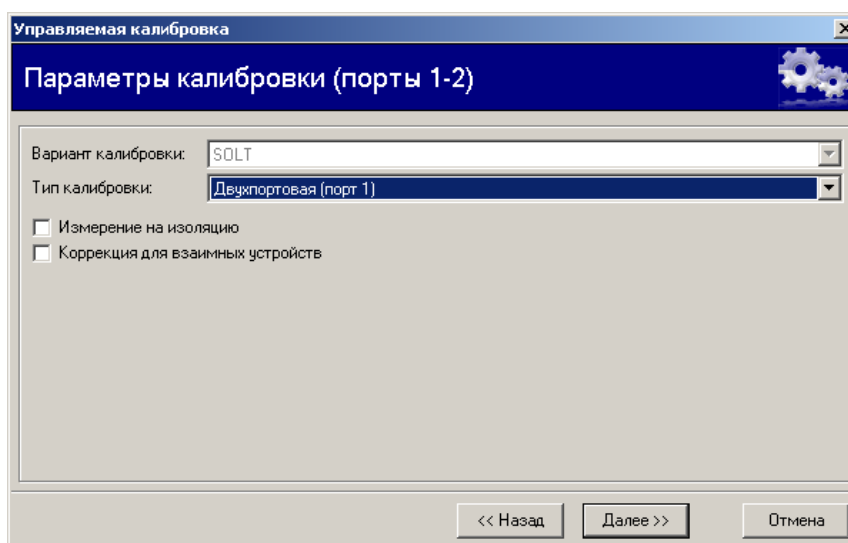 Управляемая калибровка
Параметры калибровки (порты 1-2)
Вариант калибровки: SOLT
Тип калибровки: Двухпортовая (порт 1)
Измерение на изоляцию
Коррекция для взаимных устройств
<< Назад Далее >> Отмена